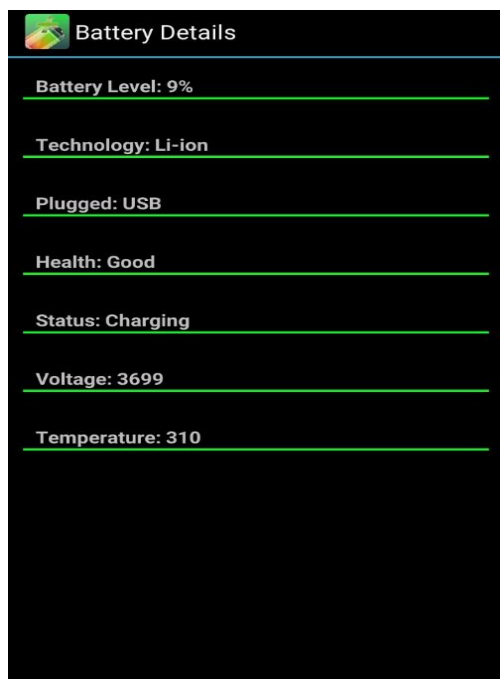 Battery Details
Battery Level: 9%
Technology: Li-ion
Plugged: USB
Health: Good
Status: Charging
Voltage: 3699
Temperature: 310